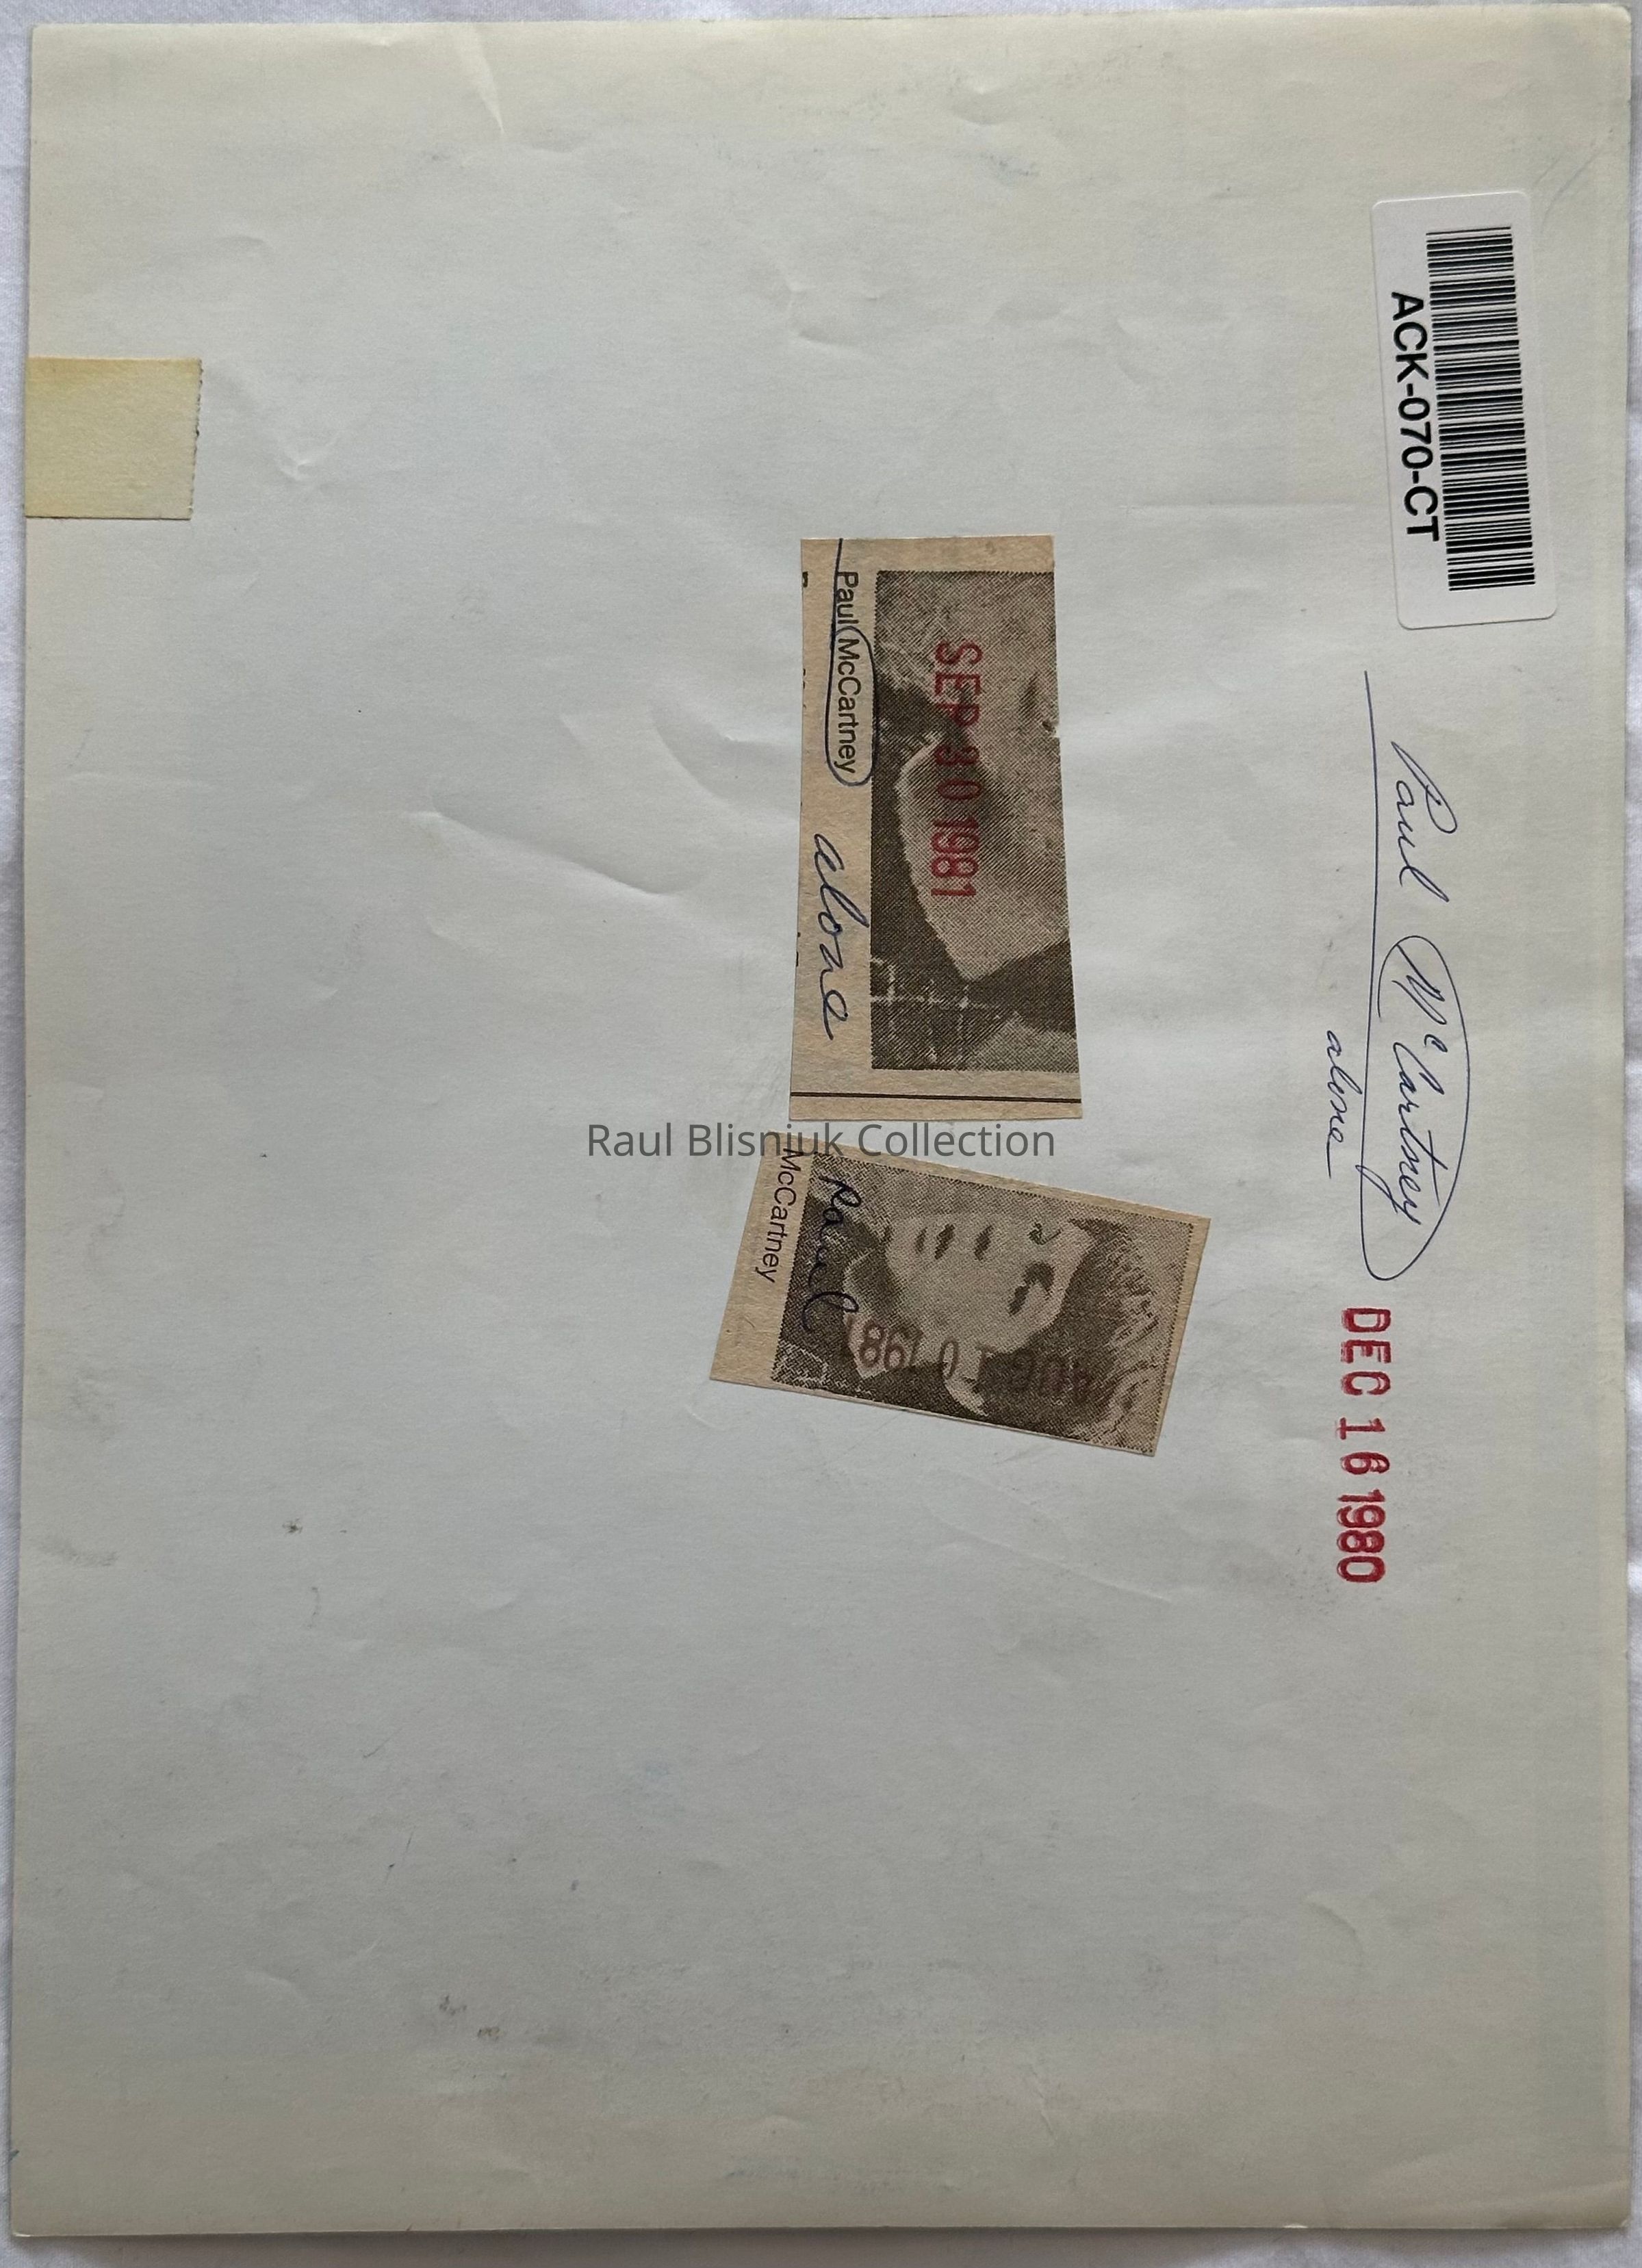 ACK-070-CT
Paul McCartney
alone
DEC 16 1980
SEP 30 1981
Paul McCartney
alone
Paul
McCartney
Raul Blisniuk Collection